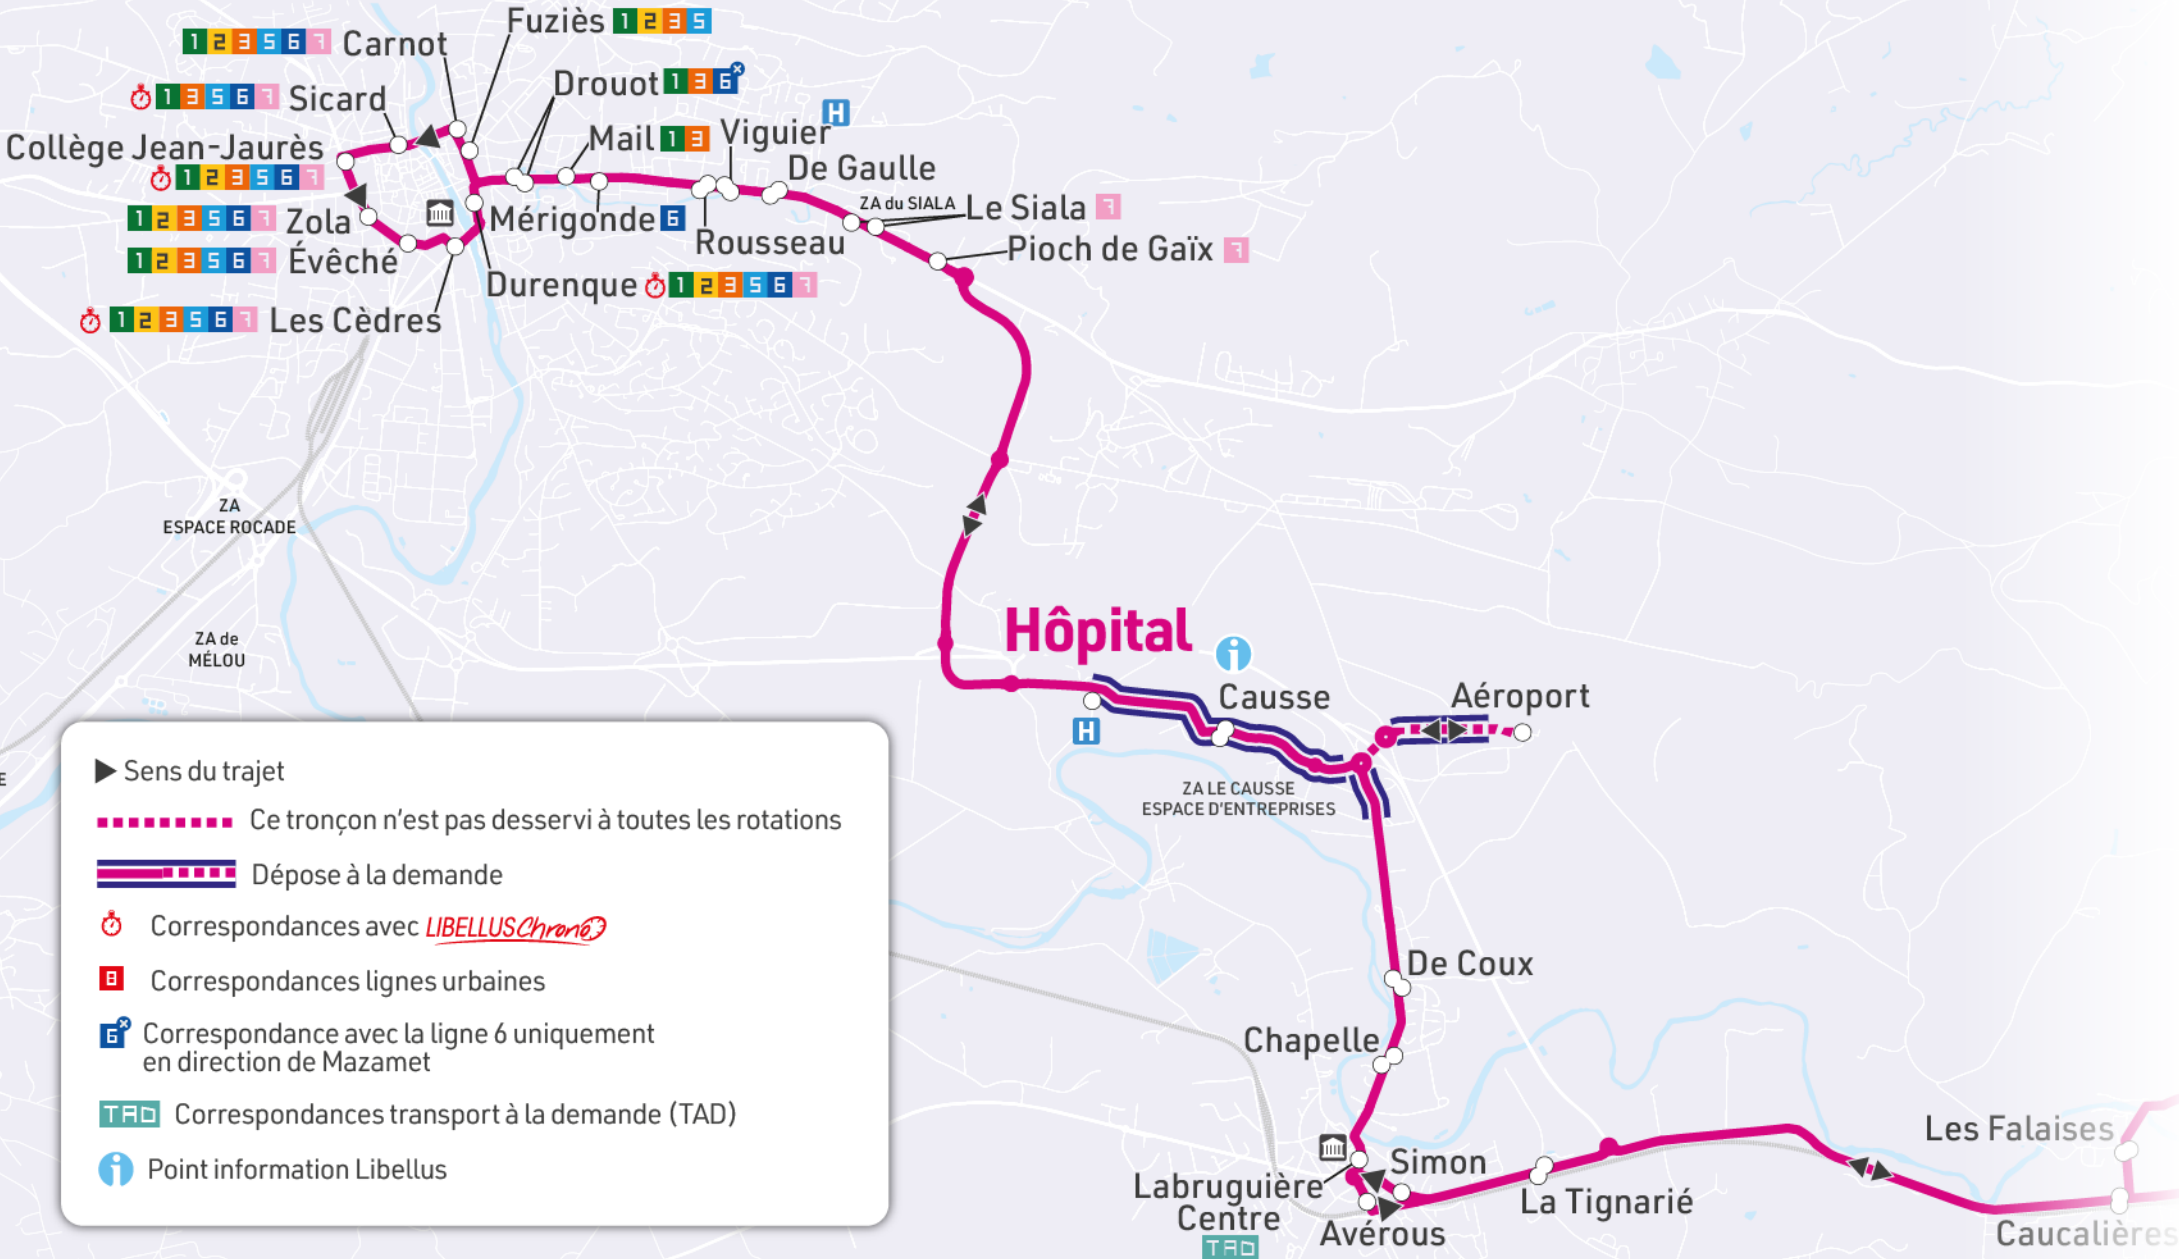 Fuziès 1 2 3 5
1 2 3 5 6 7 Carnot
Drouot 1 3 6x
1 3 5 6 7 Sicard
H
Mail 1 3
Viguier
Collège Jean-Jaurès
1 2 3 5 6 7
De Gaulle
ZA du SIALA
Le Siala 7
1 2 3 5 6 7 Zola
Mérigonde 6
Rousseau
Pioch de Gaïx 7
1 2 3 5 6 7 Évêché
Durenque 1 2 3 5 6 7
1 2 3 5 6 7 Les Cèdres
ZA
ESPACE ROCADE
ZA de
MÉLOU
Hôpital
i
Causse
Aéroport
H
E
ZA LE CAUSSE
ESPACE D'ENTREPRISES
De Coux
Chapelle
Les Falaises
Simon
Labruguière
Centre
TAD
La Tignarié
Avérous
Caucalières
Sens du trajet
Ce tronçon n'est pas desservi à toutes les rotations
Dépose à la demande
Correspondances avec LIBELLUS Chrono
8 Correspondances lignes urbaines
6x Correspondance avec la ligne 6 uniquement
en direction de Mazamet
TAD Correspondances transport à la demande (TAD)
i Point information Libellus